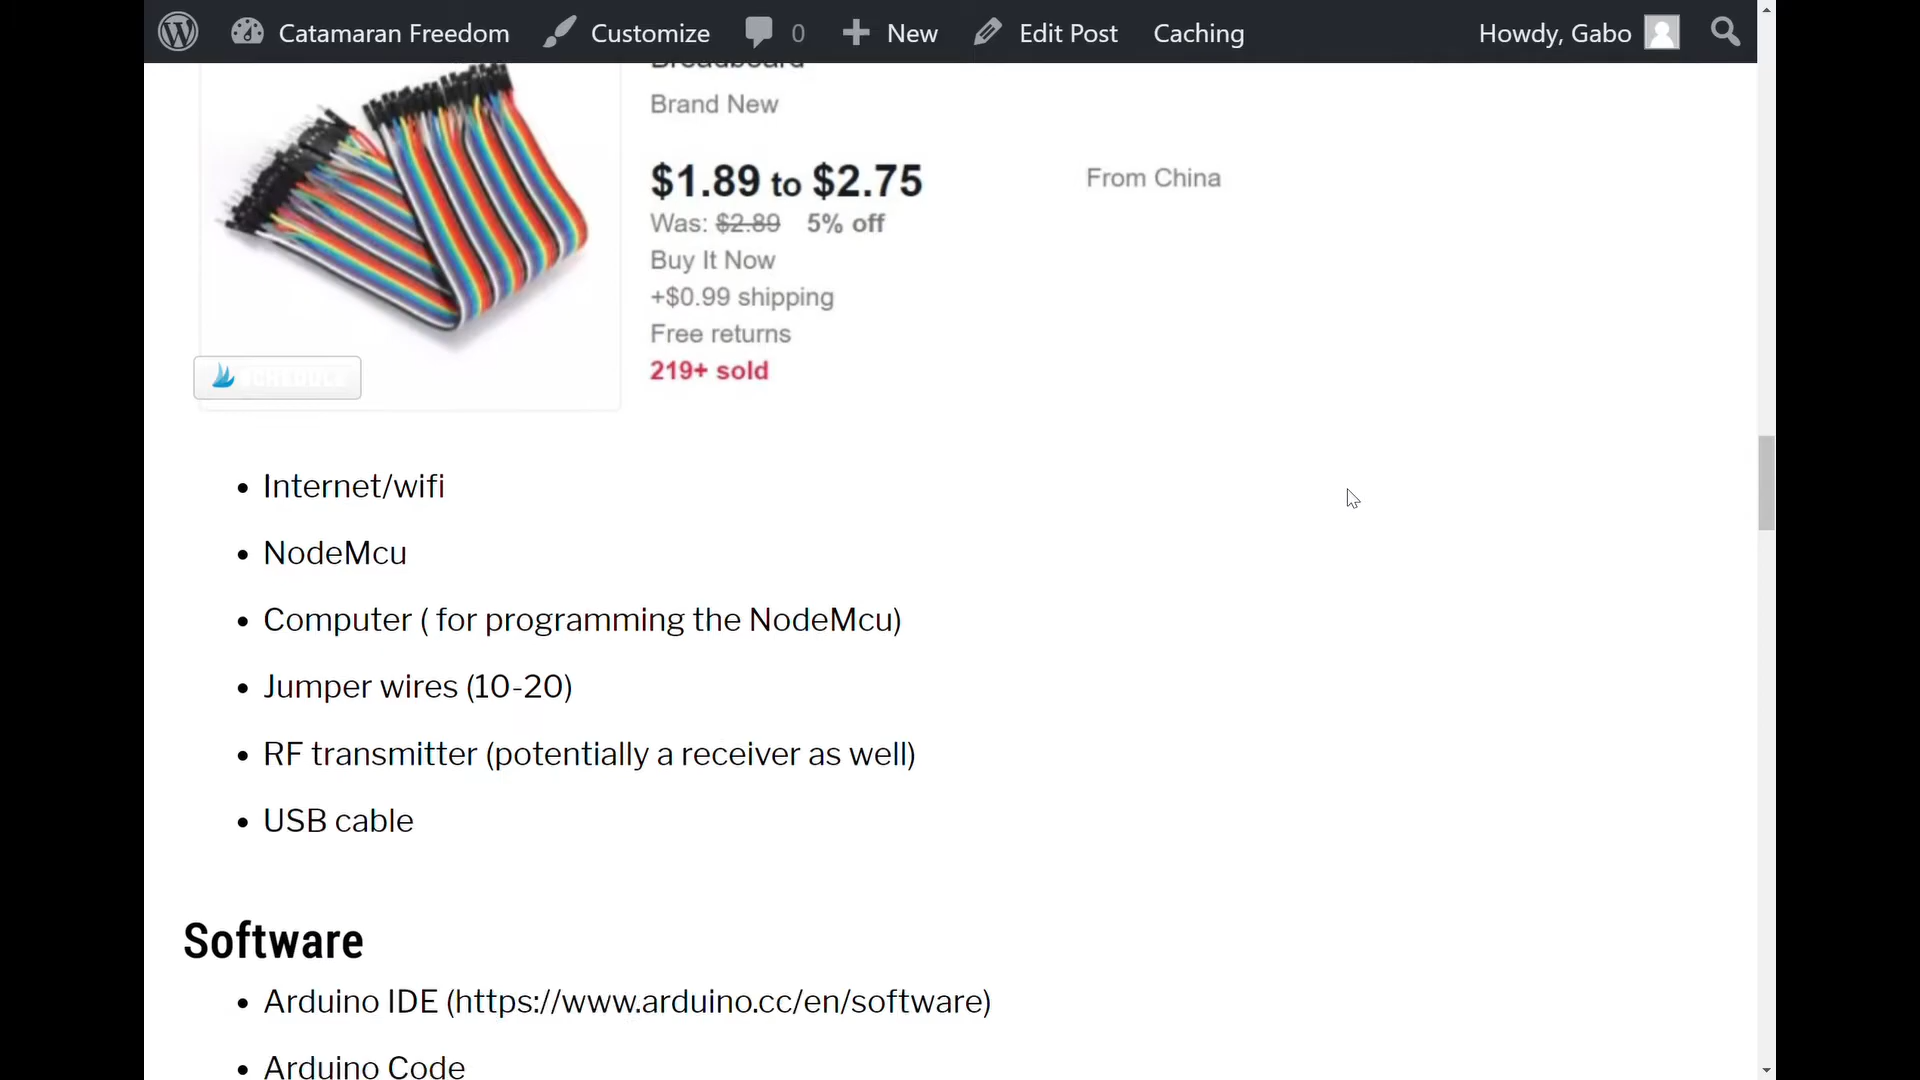 Catamaran Freedom Customize 0 New Edit Post Caching Howdy, Gabo
Breadboard
Brand New
$1.89 to $2.75
From China
Was: $2.89 5% off
Buy It Now
+$0.99 shipping
Free returns
219+ sold
SCHEDULE
• Internet/wifi
• NodeMcu
• Computer ( for programming the NodeMcu)
• Jumper wires (10-20)
• RF transmitter (potentially a receiver as well)
• USB cable
Software
• Arduino IDE (https://www.arduino.cc/en/software)
• Arduino Code